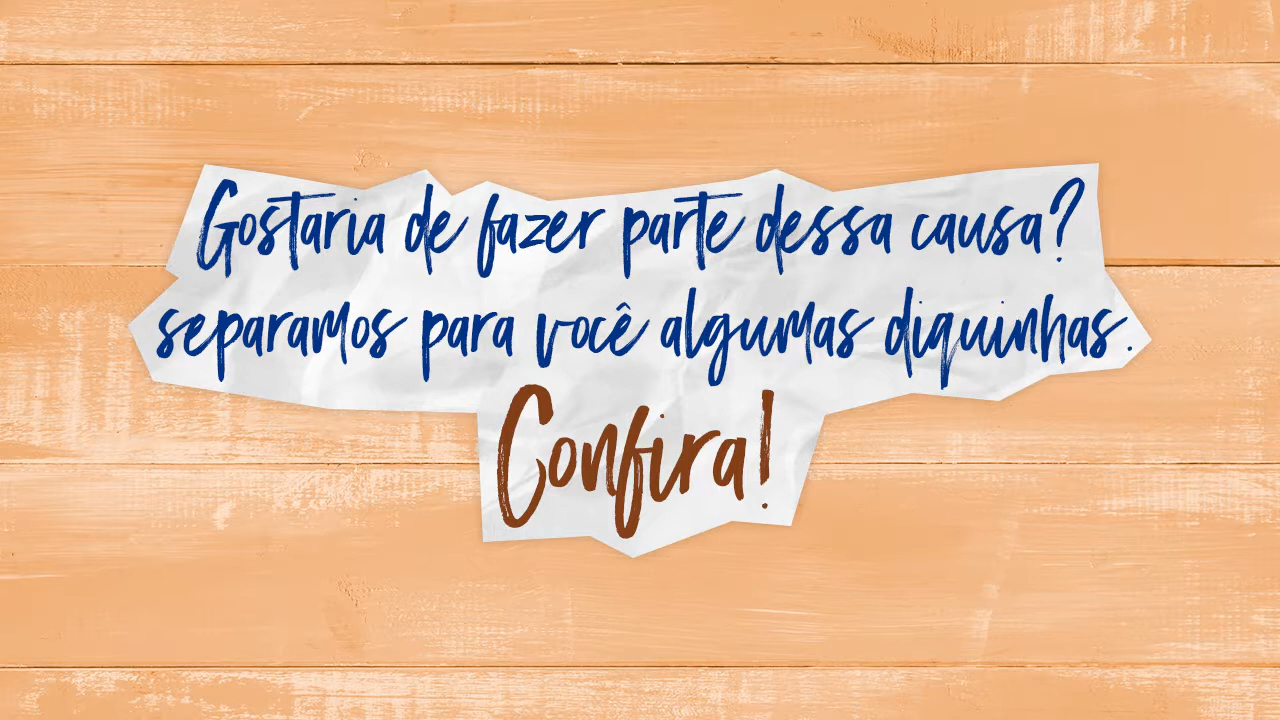 Gostaria de fazer parte dessa causa?
separamos para você algumas diquinhas.
Confira!